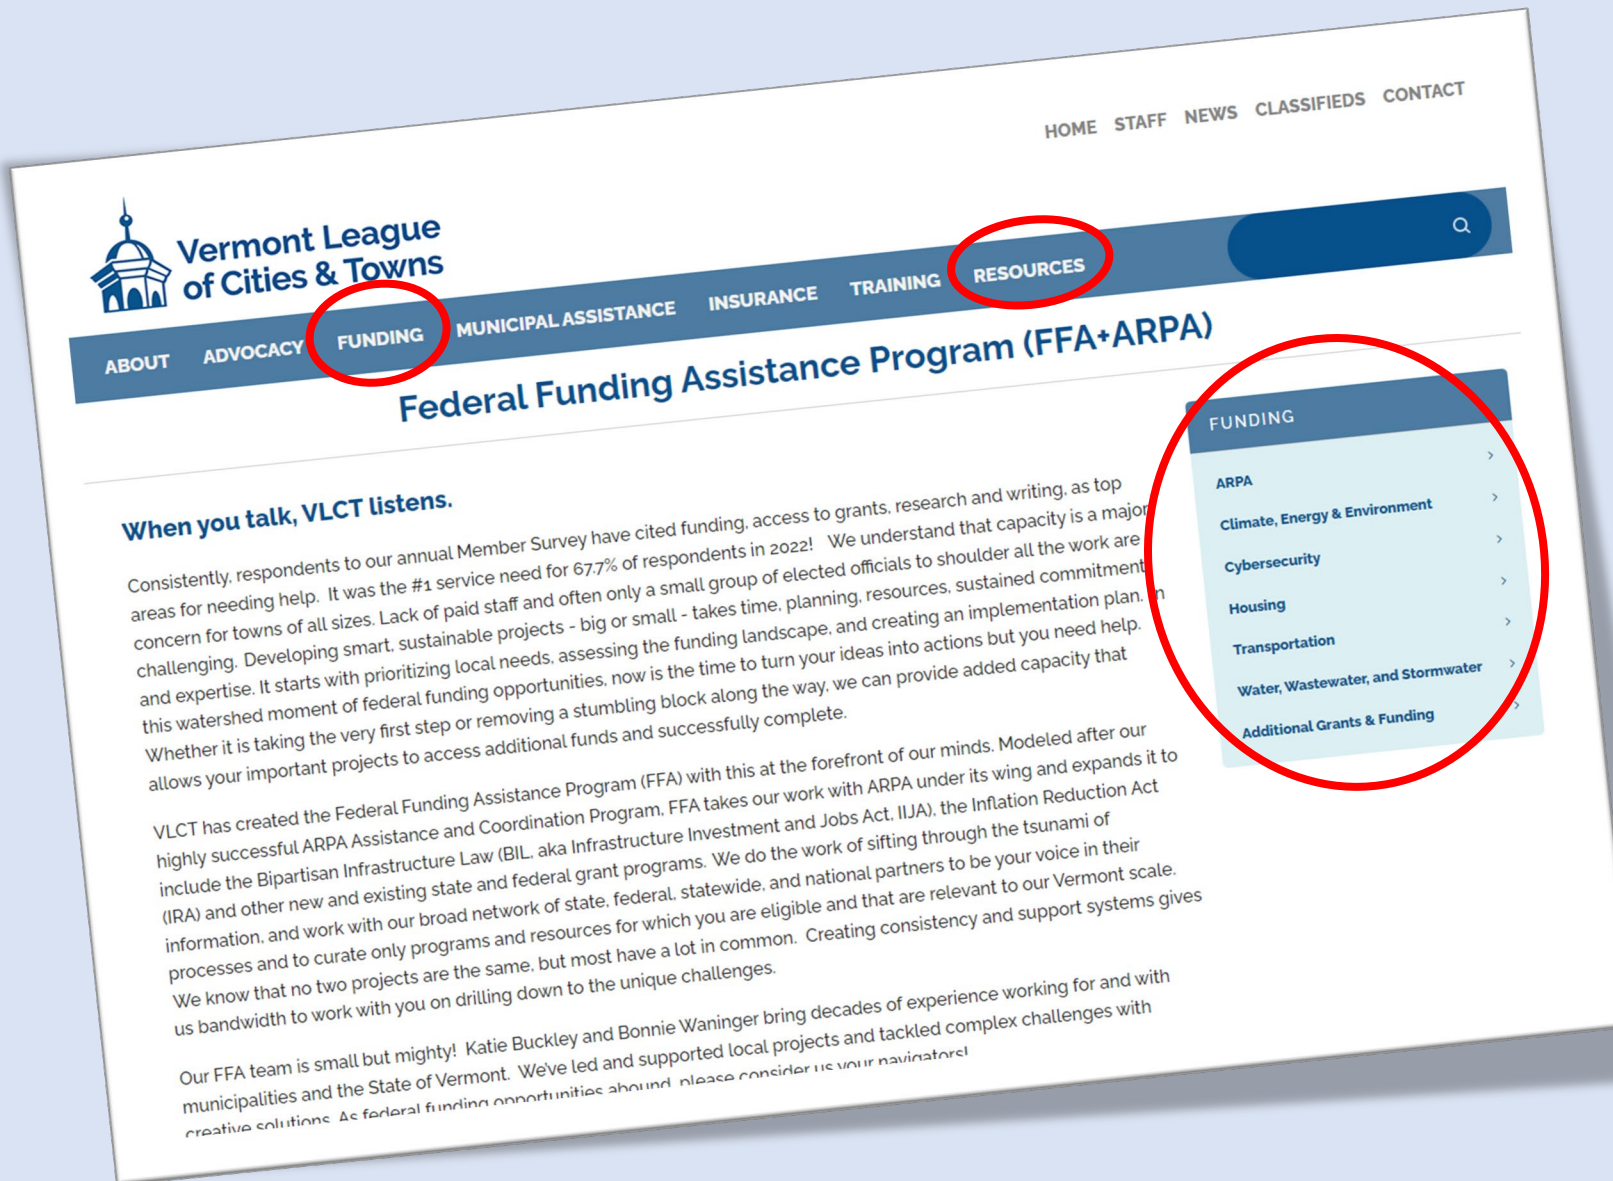 HOME STAFF NEWS CLASSIFIEDS CONTACT
Vermont League
of Cities & Towns
ABOUT ADVOCACY FUNDING MUNICIPAL ASSISTANCE INSURANCE TRAINING RESOURCES
Federal Funding Assistance Program (FFA+ARPA)
When you talk, VLCT listens.
Consistently, respondents to our annual Member Survey have cited funding, access to grants, research and writing, as top
areas for needing help. It was the #1 service need for 67.7% of respondents in 2022! We understand that capacity is a major
concern for towns of all sizes. Lack of paid staff and often only a small group of elected officials to shoulder all the work are
challenging. Developing smart, sustainable projects - big or small - takes time, planning, resources, sustained commitment
and expertise. It starts with prioritizing local needs, assessing the funding landscape, and creating an implementation plan. In
this watershed moment of federal funding opportunities, now is the time to turn your ideas into actions but you need help.
Whether it is taking the very first step or removing a stumbling block along the way, we can provide added capacity that
allows your important projects to access additional funds and successfully complete.
VLCT has created the Federal Funding Assistance Program (FFA) with this at the forefront of our minds. Modeled after our
highly successful ARPA Assistance and Coordination Program, FFA takes our work with ARPA under its wing and expands it to
include the Bipartisan Infrastructure Law (BIL, aka Infrastructure Investment and Jobs Act, IIJA), the Inflation Reduction Act
(IRA) and other new and existing state and federal grant programs. We do the work of sifting through the tsunami of
information, and work with our broad network of state, federal, statewide, and national partners to be your voice in their
processes and to curate only programs and resources for which you are eligible and that are relevant to our Vermont scale.
We know that no two projects are the same, but most have a lot in common. Creating consistency and support systems gives
us bandwidth to work with you on drilling down to the unique challenges.
Our FFA team is small but mighty! Katie Buckley and Bonnie Waninger bring decades of experience working for and with
municipalities and the State of Vermont. We've led and supported local projects and tackled complex challenges with
creative solutions. As federal funding opportunities abound, please consider us your navigators!
FUNDING
ARPA
Climate, Energy & Environment
Cybersecurity
Housing
Transportation
Water, Wastewater, and Stormwater
Additional Grants & Funding